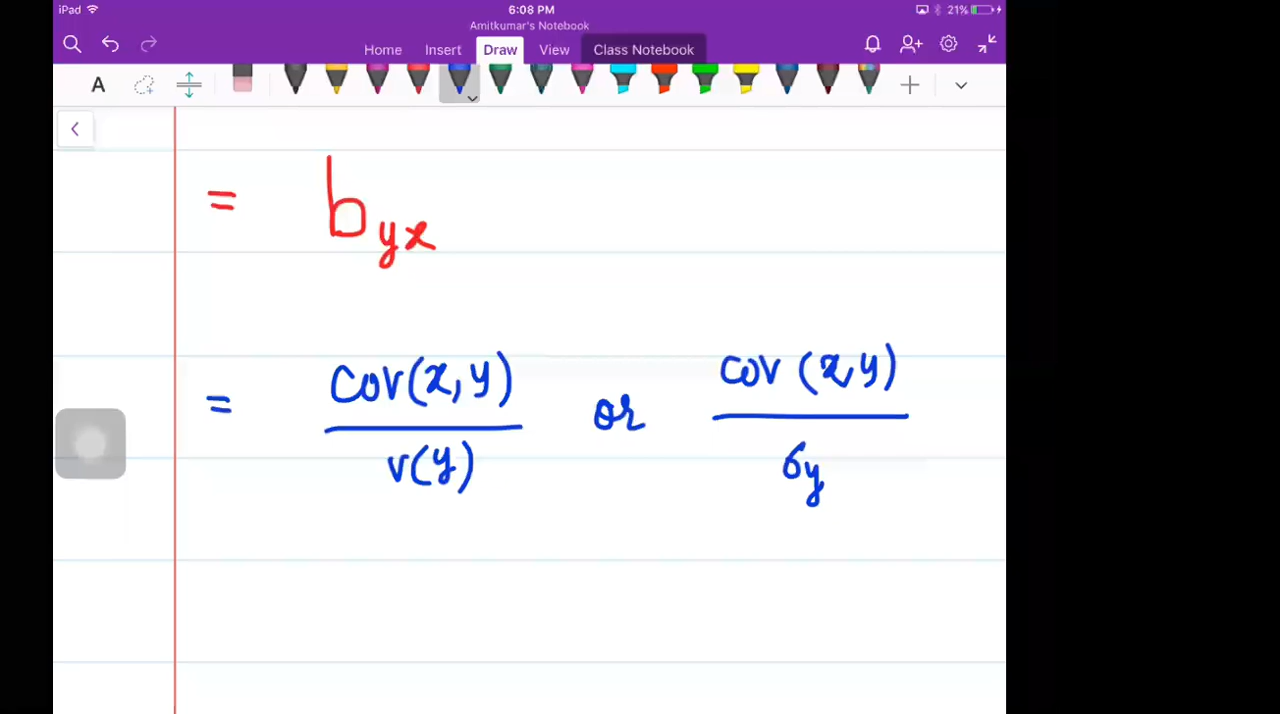 iPad 6:08 PM 21%
Amitkumar's Notebook
Home Insert Draw View Class Notebook
A
= byx
= cov(x, y) or cov (x, y)
v(y) σy